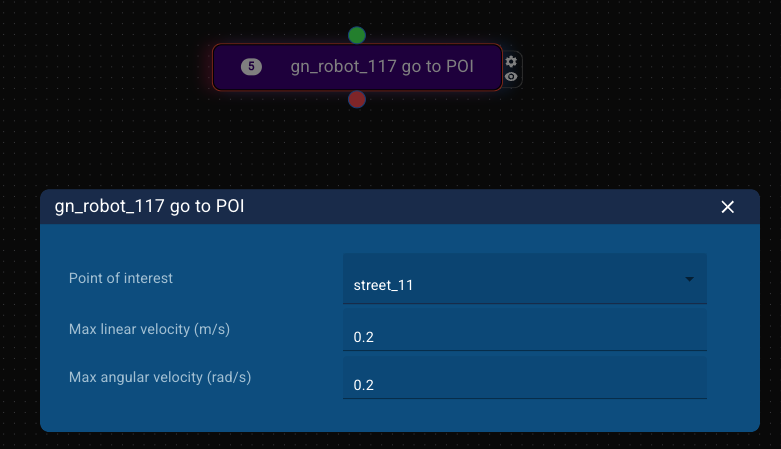 5 gn_robot_117 go to POI
gn_robot_117 go to POI
Point of interest
street_11
Max linear velocity (m/s)
0.2
Max angular velocity (rad/s)
0.2